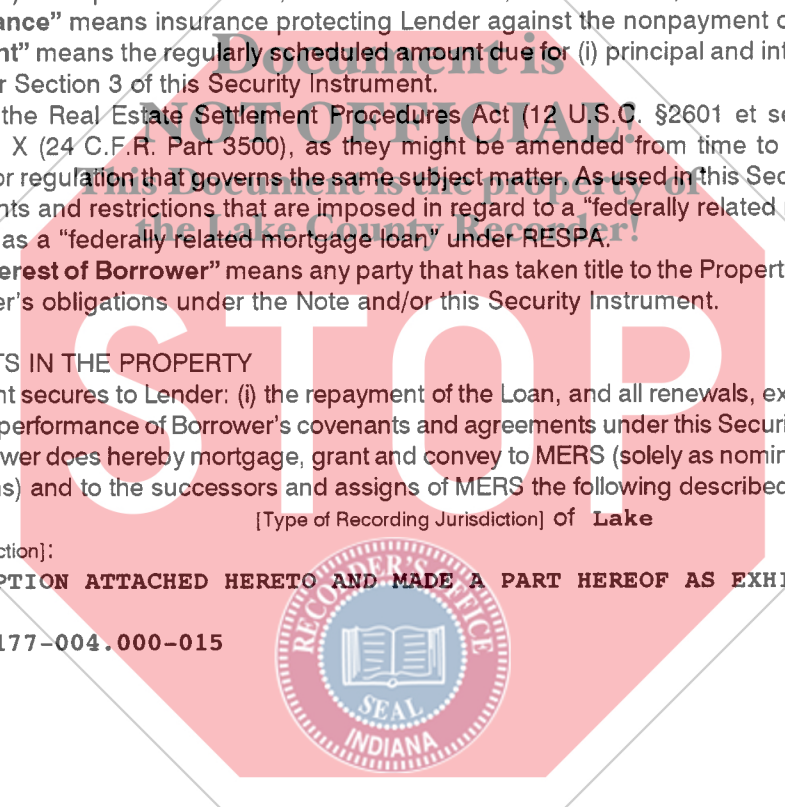 ance” means insurance protecting Lender against the nonpayment
nt” means the regularly scheduled amount due for (i) principal and
r Section 3 of this Security Instrument.
the Real Estate Settlement Procedures Act (12 U.S.C. §2601 et
X (24 C.F.R. Part 3500), as they might be amended from time to
or regulation that governs the same subject matter. As used in this
nts and restrictions that are imposed in regard to a “federally related
as a “federally related mortgage loan” under RESPA.
erest of Borrower” means any party that has taken title to the
er’s obligations under the Note and/or this Security Instrument.
TS IN THE PROPERTY
nt secures to Lender: (i) the repayment of the Loan, and all renewals,
performance of Borrower’s covenants and agreements under this
wer does hereby mortgage, grant and convey to MERS (solely as
ns) and to the successors and assigns of MERS the following described
[Type of Recording Jurisdiction] of Lake
ction]:
PTION ATTACHED HERETO AND MADE A PART HEREOF AS
177-004.000-015
Document is
NOT OFFICIAL!
This Document is the property of
the Lake County Recorder!
STOP
RECORDER'S OFFICE
SEAL
INDIANA